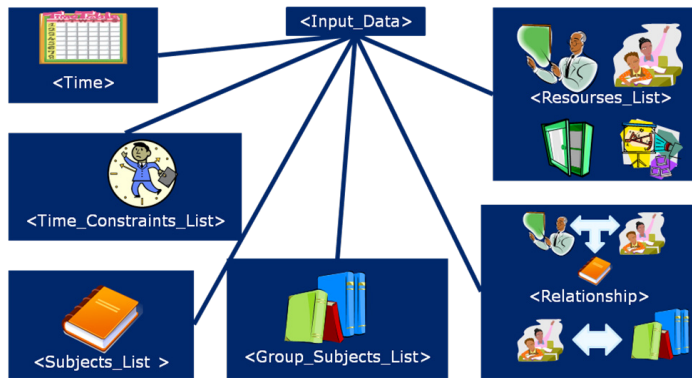 <Input_Data>
<Time>
<Resourses_List>
<Time_Constraints_List>
<Relationship>
<Subjects_List >
<Group_Subjects_List>